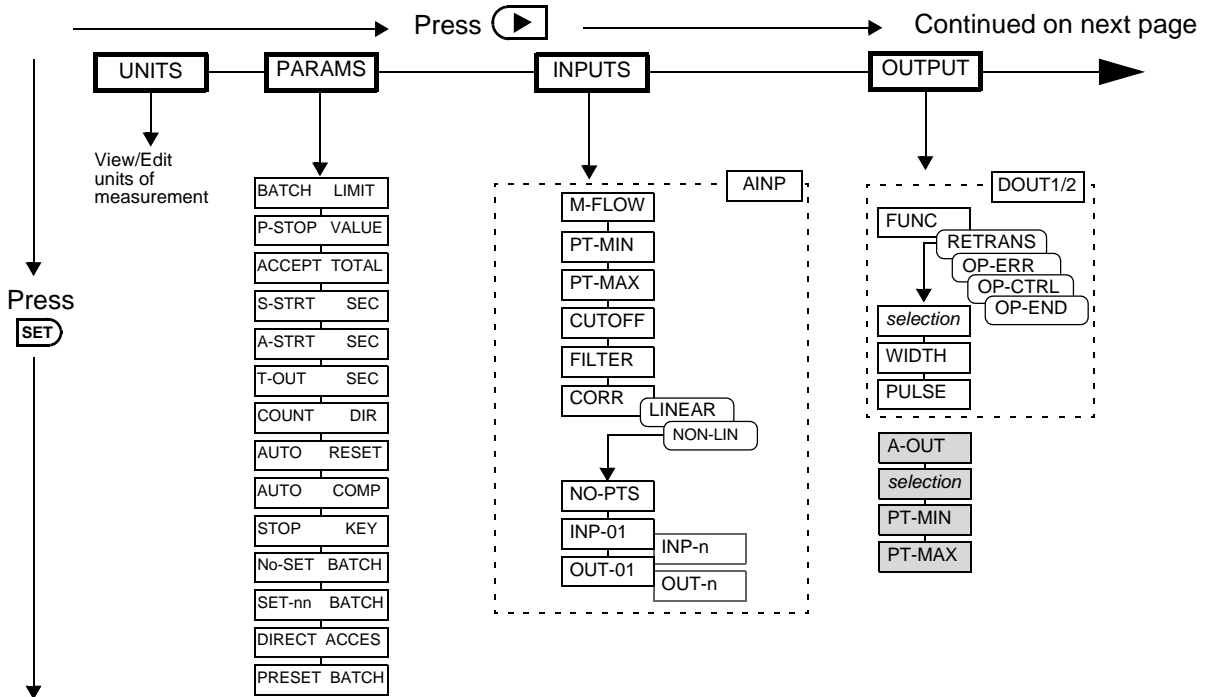 Press
Continued on next page
UNITS
PARAMS
INPUTS
OUTPUT
Press
SET
View/Edit
units of
measurement
BATCH LIMIT
P-STOP VALUE
ACCEPT TOTAL
S-STRT SEC
A-STRT SEC
T-OUT SEC
COUNT DIR
AUTO RESET
AUTO COMP
STOP KEY
No-SET BATCH
SET-nn BATCH
DIRECT ACCES
PRESET BATCH
AINP
M-FLOW
PT-MIN
PT-MAX
CUTOFF
FILTER
CORR
LINEAR
NON-LIN
NO-PTS
INP-01
INP-n
OUT-01
OUT-n
DOUT1/2
FUNC
RETRANS
OP-ERR
OP-CTRL
OP-END
selection
WIDTH
PULSE
A-OUT
selection
PT-MIN
PT-MAX